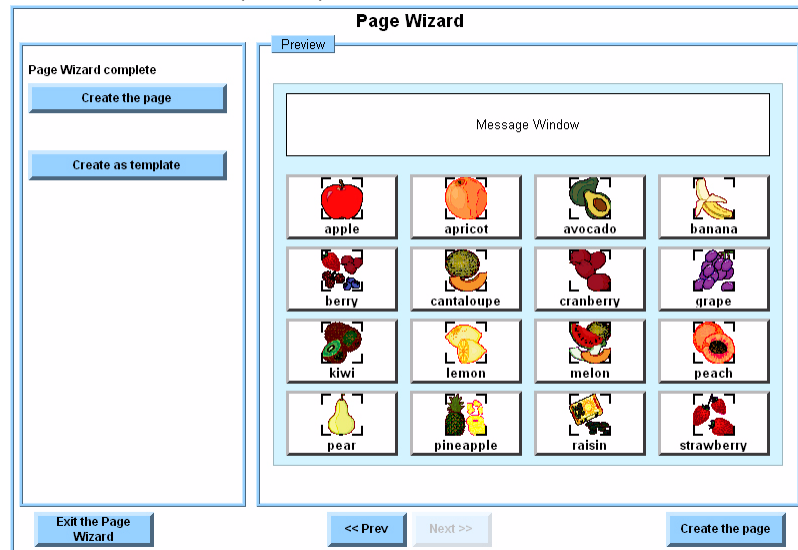 Page Wizard
Preview
Page Wizard complete
Create the page
Create as template
Message Window
apple apricot avocado banana
berry cantaloupe cranberry grape
kiwi lemon melon peach
pear pineapple raisin strawberry
Exit the Page
Wizard
<< Prev
Next >>
Create the page